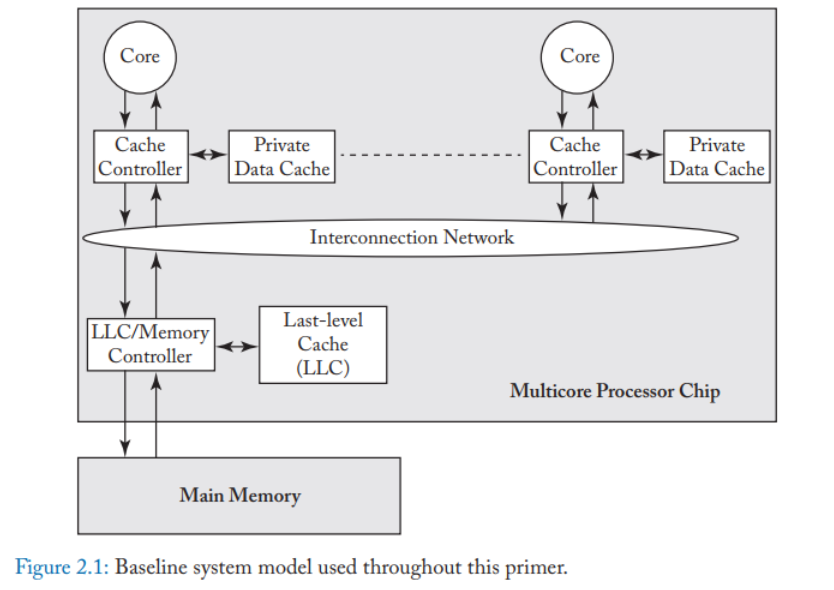 Core
Core
Cache
Controller
Private
Data Cache
Cache
Controller
Private
Data Cache
Interconnection Network
LLC/Memory
Controller
Last-level
Cache
(LLC)
Multicore Processor Chip
Main Memory
Figure 2.1: Baseline system model used throughout this primer.